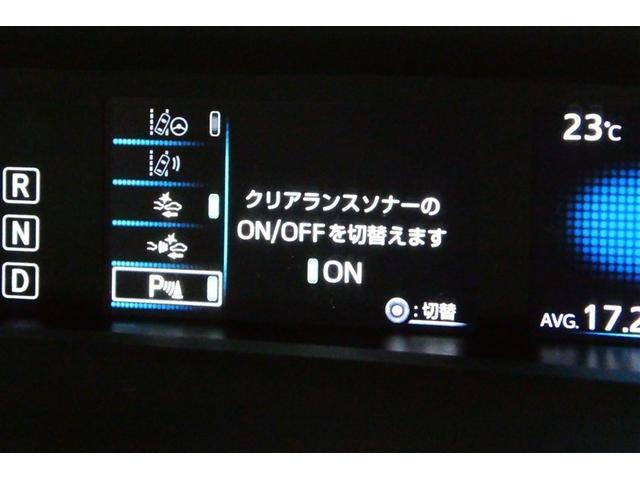 R
N
D
P
クリアランスソナーの
ON/OFFを切替えます
ON
:切替
23℃
AVG. 17.2